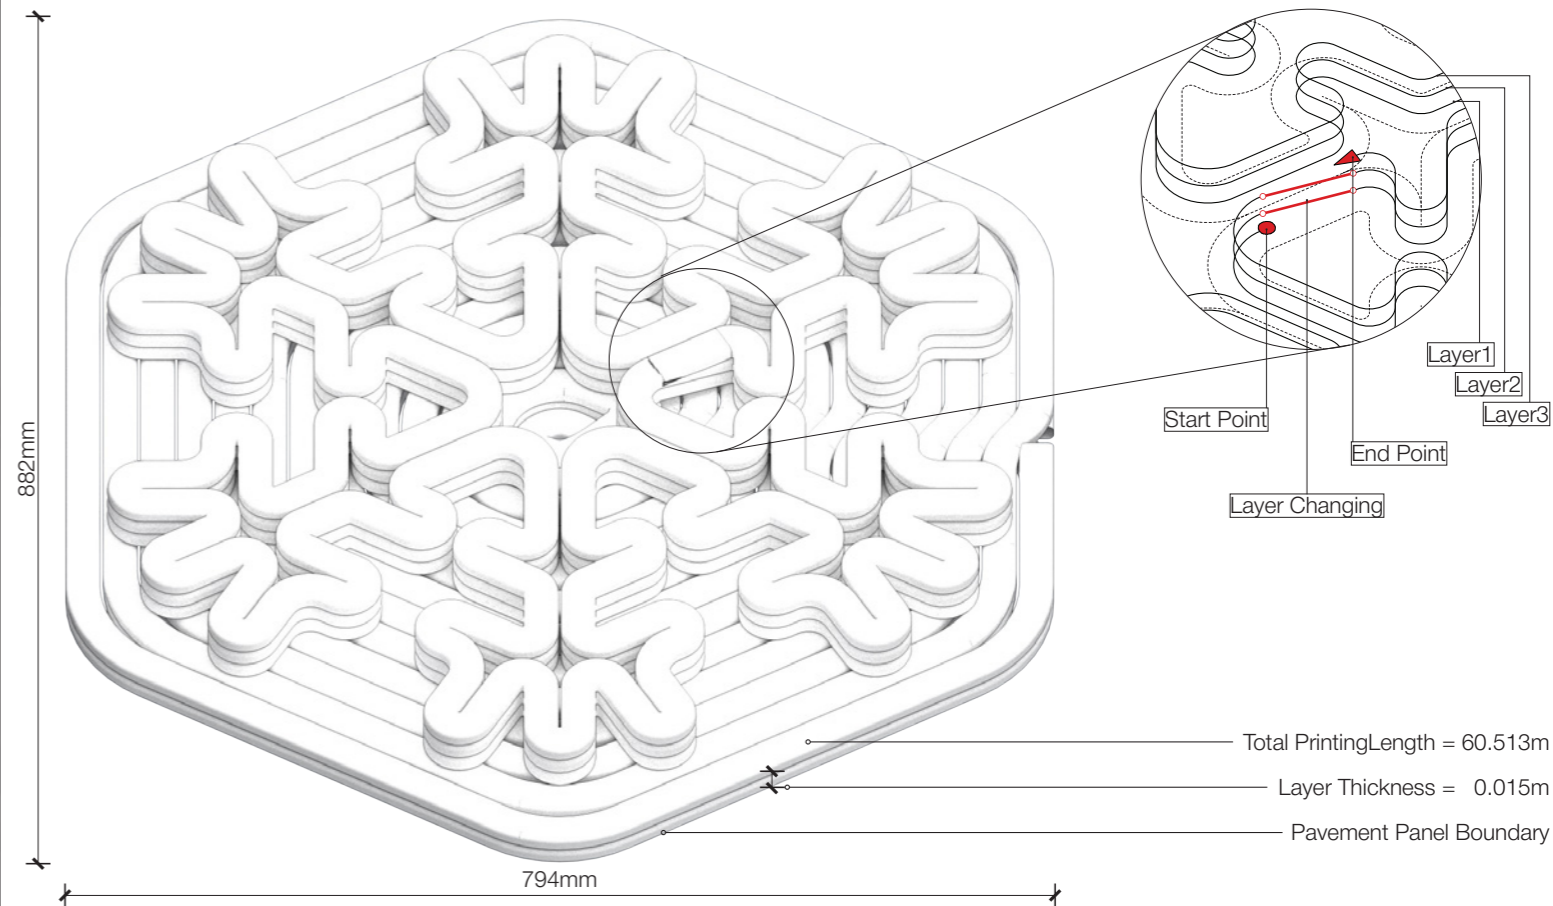 882mm
794mm
Layer1
Layer2
Layer3
Start Point
End Point
Layer Changing
Total PrintingLength = 60.513m
Layer Thickness = 0.015m
Pavement Panel Boundary